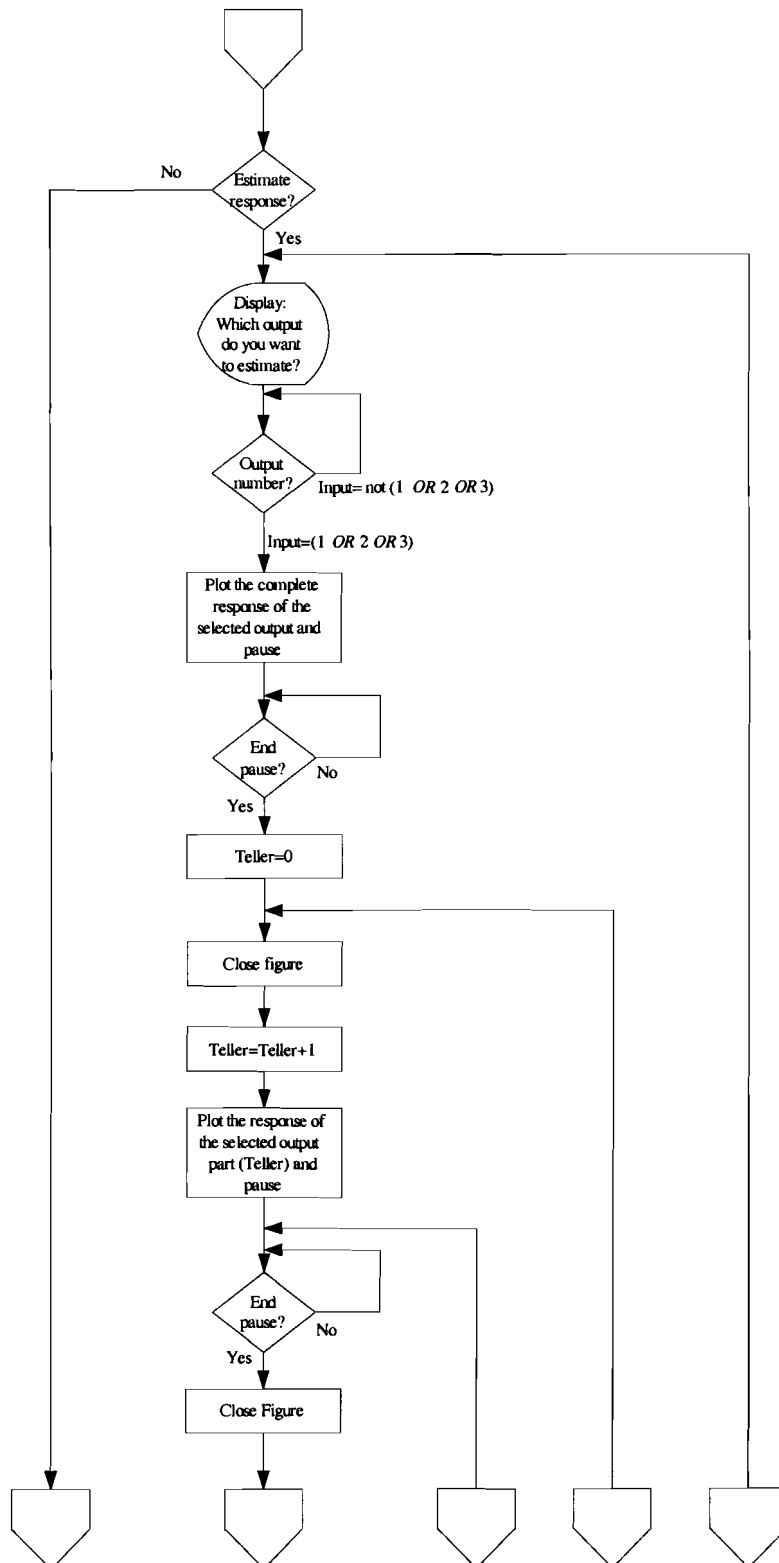 No
Estimate
response?
Yes
Display:
Which output
do you want
to estimate?
Output
number?
Input= not (1 OR 2 OR 3)
Input=(1 OR 2 OR 3)
Plot the complete
response of the
selected output and
pause
End
pause?
No
Yes
Teller=0
Close figure
Teller=Teller+1
Plot the response of
the selected output
part (Teller) and
pause
End
pause?
No
Yes
Close Figure